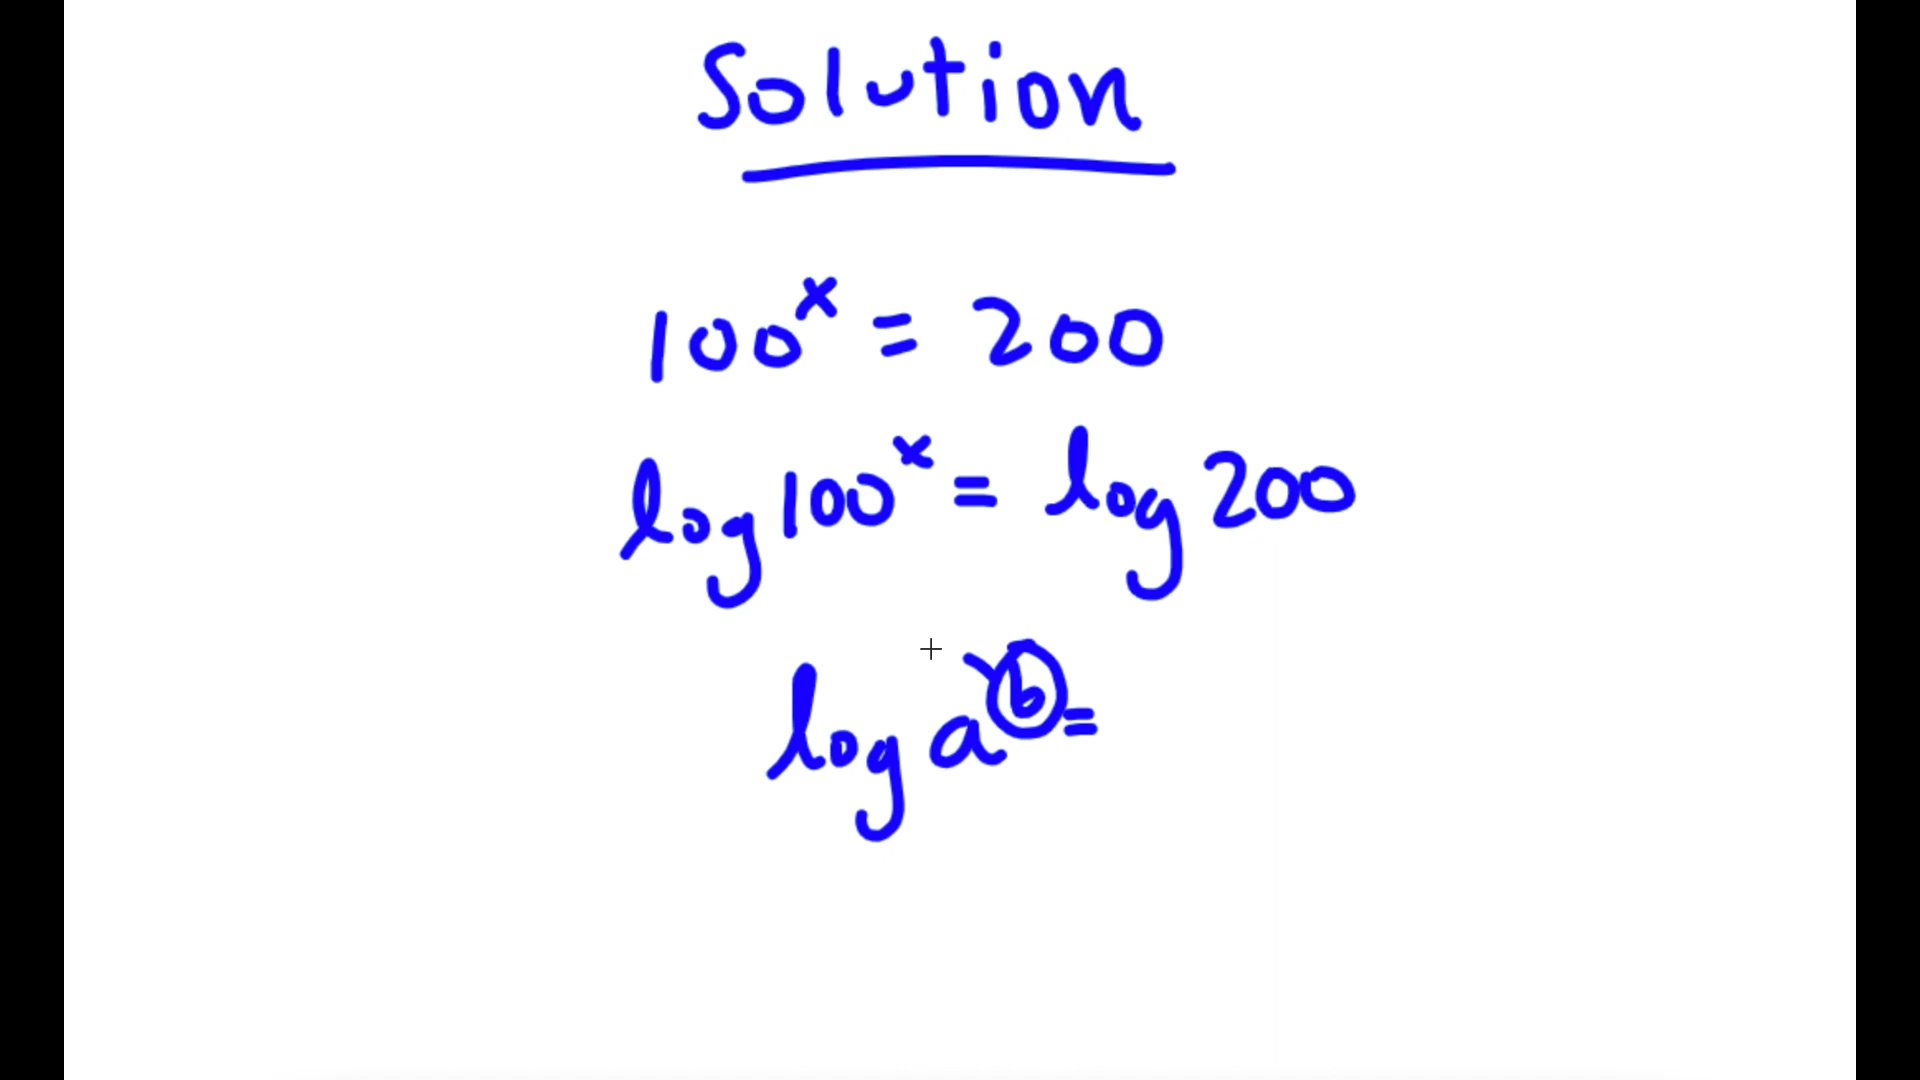 Solution
100^x = 200
log 100^x = log 200
log a^b =